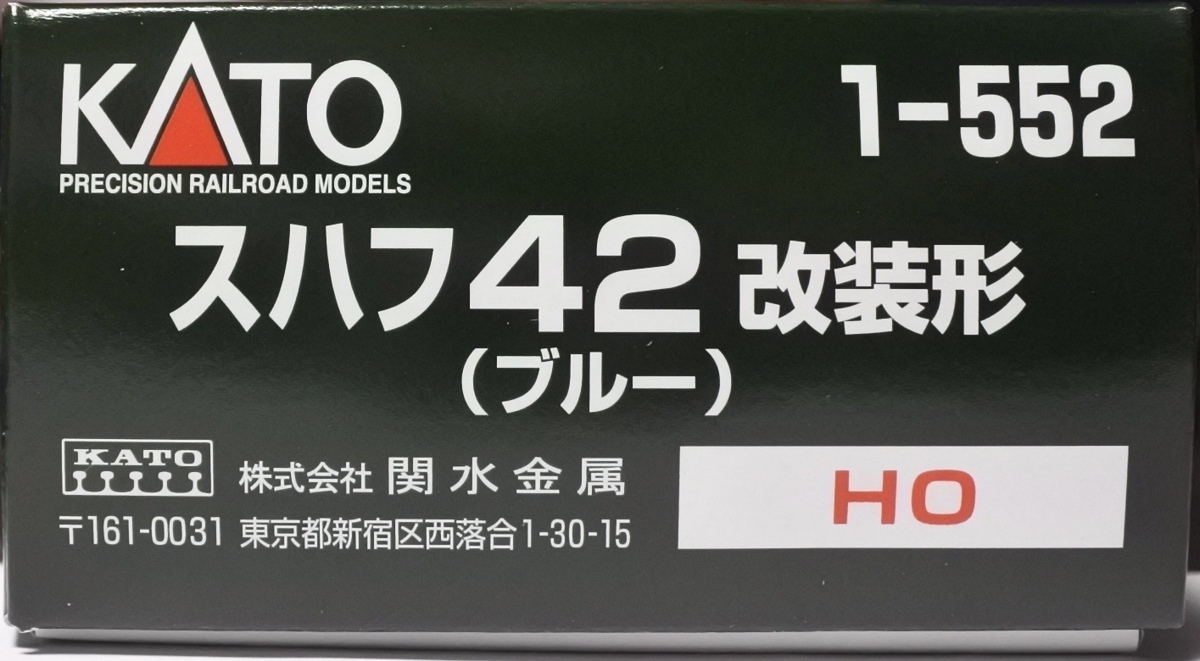 KATO
1-552
PRECISION RAILROAD MODELS
スハフ42 改装形
(ブルー)
KATO
株式会社 関水金属
HO
〒161-0031 東京都新宿区西落合1-30-15